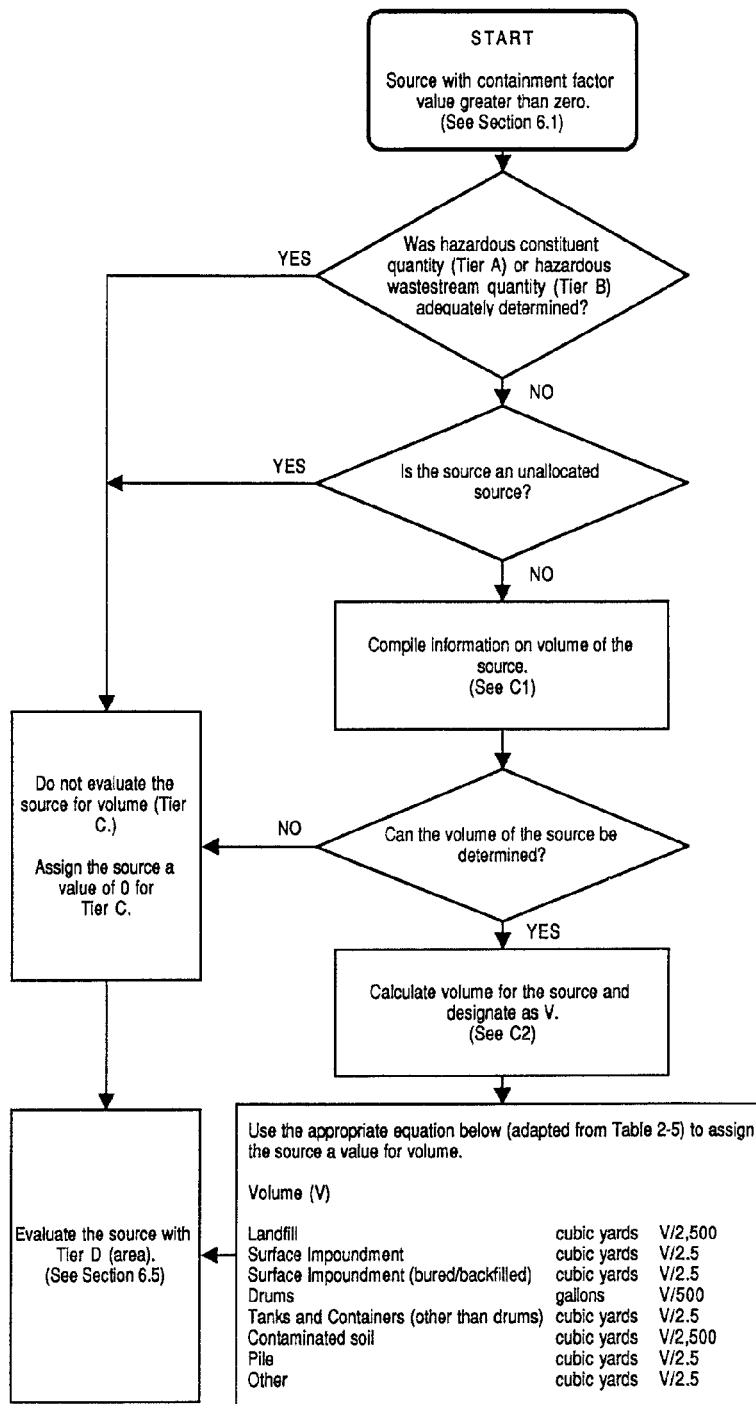 START
Source with containment factor
value greater than zero.
(See Section 6.1)
YES
Was hazardous constituent
quantity (Tier A) or hazardous
wastestream quantity (Tier B)
adequately determined?
NO
YES
Is the source an unallocated
source?
NO
Compile information on volume of the
source.
(See C1)
Do not evaluate the
source for volume (Tier
C.)
Assign the source a
value of 0 for
Tier C.
NO
Can the volume of the source be
determined?
YES
Calculate volume for the source and
designate as V.
(See C2)
Evaluate the source with
Tier D (area).
(See Section 6.5)
Use the appropriate equation below (adapted from Table 2-5) to assign
the source a value for volume.
Volume (V)
Landfill cubic yards V/2,500
Surface Impoundment cubic yards V/2.5
Surface Impoundment (bured/backfilled) cubic yards V/2.5
Drums gallons V/500
Tanks and Containers (other than drums) cubic yards V/2.5
Contaminated soil cubic yards V/2,500
Pile cubic yards V/2.5
Other cubic yards V/2.5